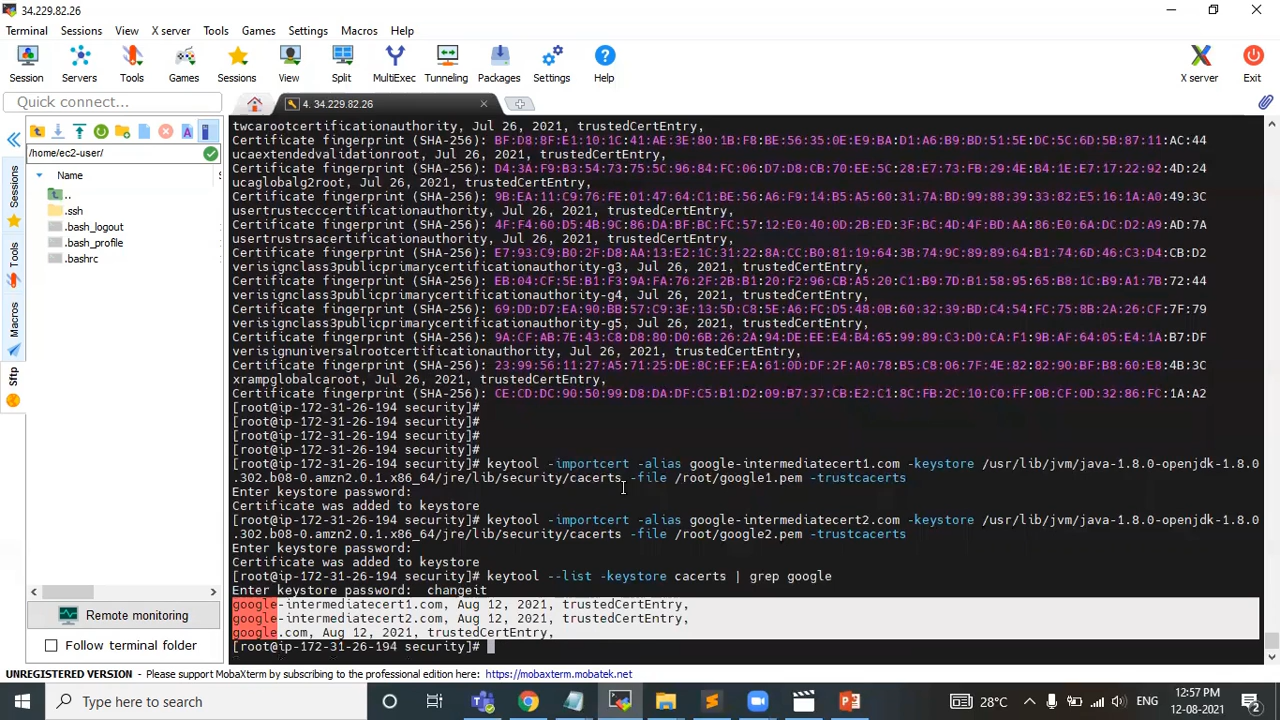 34.229.82.26
Terminal Sessions View X server Tools Games Settings Macros Help
Session Servers Tools Games Sessions View Split MultiExec Tunneling Packages Settings Help X server Exit
Quick connect...
4. 34.229.82.26
/home/ec2-user/
Name
..
.ssh
.bash_logout
.bash_profile
.bashrc
Sessions
Tools
Macros
Sftp
twcarootcertificationauthority, Jul 26, 2021, trustedCertEntry,
Certificate fingerprint (SHA-256): BF:D8:8F:E1:10:1C:41:AE:3E:80:1B:F8:BE:56:35:0E:E9:BA:D1:A6:B9:BD:51:5E:DC:5C:6D:5B:87:11:AC:44
ucaextendedvalidationroot, Jul 26, 2021, trustedCertEntry,
Certificate fingerprint (SHA-256): D4:3A:F9:B3:54:73:75:5C:96:84:FC:06:D7:D8:CB:70:EE:5C:28:E7:73:FB:29:4E:B4:1E:E7:17:22:92:4D:24
ucaglobalg2root, Jul 26, 2021, trustedCertEntry,
Certificate fingerprint (SHA-256): 9B:EA:11:C9:76:FE:01:47:64:C1:BE:56:A6:F9:14:B5:A5:60:31:7A:BD:99:88:39:33:82:E5:16:1A:A0:49:3C
usertrustecccertificationauthority, Jul 26, 2021, trustedCertEntry,
Certificate fingerprint (SHA-256): 4F:F4:60:D5:4B:9C:86:DA:BF:BC:FC:57:12:E0:40:0D:2B:ED:3F:BC:4D:4F:BD:AA:86:E0:6A:DC:D2:A9:AD:7A
usertrustrsacertificationauthority, Jul 26, 2021, trustedCertEntry,
Certificate fingerprint (SHA-256): E7:93:C9:B0:2F:D8:AA:13:E2:1C:31:22:8A:CC:B0:81:19:64:3B:74:9C:89:89:64:B1:74:6D:46:C3:D4:CB:D2
verisignclass3publicprimarycertificationauthority-g3, Jul 26, 2021, trustedCertEntry,
Certificate fingerprint (SHA-256): EB:04:CF:5E:B1:F3:9A:FA:76:2F:2B:B1:20:F2:96:CB:A5:20:C1:B9:7D:B1:58:95:65:B8:1C:B9:A1:7B:72:44
verisignclass3publicprimarycertificationauthority-g4, Jul 26, 2021, trustedCertEntry,
Certificate fingerprint (SHA-256): 69:DD:D7:EA:90:BB:57:C9:3E:13:5D:C8:5E:A6:FC:D5:48:0B:60:32:39:BD:C4:54:FC:75:8B:2A:26:CF:7F:79
verisignclass3publicprimarycertificationauthority-g5, Jul 26, 2021, trustedCertEntry,
Certificate fingerprint (SHA-256): 9A:CF:AB:7E:43:C8:D8:80:D0:6B:26:2A:94:DE:EE:E4:B4:65:99:89:C3:D0:CA:F1:9B:AF:64:05:E4:1A:B7:DF
verisignuniversalrootcertificationauthority, Jul 26, 2021, trustedCertEntry,
Certificate fingerprint (SHA-256): 23:99:56:11:27:A5:71:25:DE:8C:EF:EA:61:0D:DF:2F:A0:78:B5:C8:06:7F:4E:82:82:90:BF:B8:60:E8:4B:3C
xrampglobalcaroot, Jul 26, 2021, trustedCertEntry,
Certificate fingerprint (SHA-256): CE:CD:DC:90:50:99:D8:DA:DF:C5:B1:D2:09:B7:37:CB:E2:C1:8C:FB:2C:10:C0:FF:0B:CF:0D:32:86:FC:1A:A2
[root@ip-172-31-26-194 security]#
[root@ip-172-31-26-194 security]#
[root@ip-172-31-26-194 security]#
[root@ip-172-31-26-194 security]#
[root@ip-172-31-26-194 security]# keytool -importcert -alias google-intermediatecert1.com -keystore /usr/lib/jvm/java-1.8.0-openjdk-1.8.0
.302.b08-0.amzn2.0.1.x86_64/jre/lib/security/cacerts -file /root/google1.pem -trustcacerts
Enter keystore password:
Certificate was added to keystore
[root@ip-172-31-26-194 security]# keytool -importcert -alias google-intermediatecert2.com -keystore /usr/lib/jvm/java-1.8.0-openjdk-1.8.0
.302.b08-0.amzn2.0.1.x86_64/jre/lib/security/cacerts -file /root/google2.pem -trustcacerts
Enter keystore password:
Certificate was added to keystore
[root@ip-172-31-26-194 security]# keytool --list -keystore cacerts | grep google
Enter keystore password:  changeit
google-intermediatecert1.com, Aug 12, 2021, trustedCertEntry,
google-intermediatecert2.com, Aug 12, 2021, trustedCertEntry,
google.com, Aug 12, 2021, trustedCertEntry,
[root@ip-172-31-26-194 security]#
Remote monitoring
Follow terminal folder
UNREGISTERED VERSION - Please support MobaXterm by subscribing to the professional edition here: https://mobaxterm.mobatek.net
Type here to search
28°C
ENG
12:57 PM
12-08-2021
2